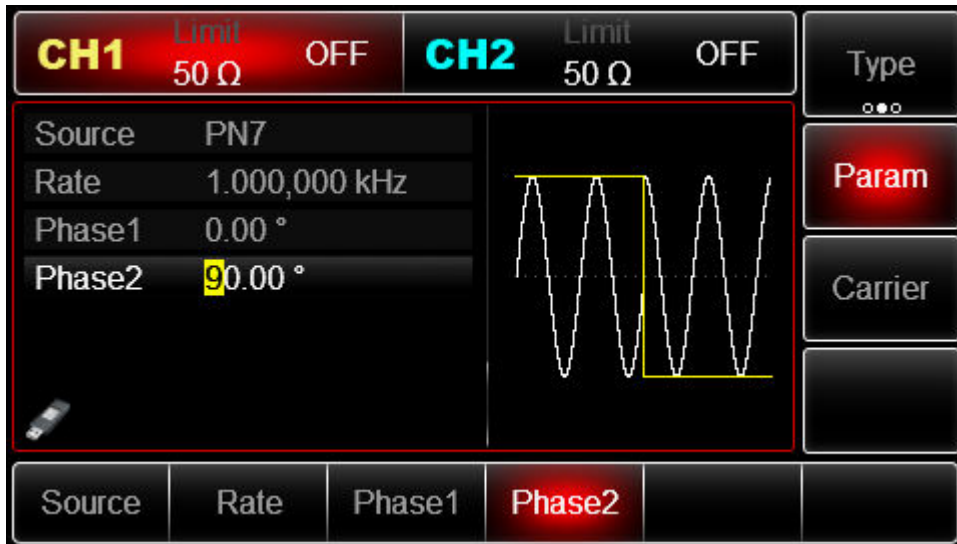 CH1 Limit 50 Ω OFF
CH2 Limit 50 Ω OFF
Type
Source PN7
Rate 1.000,000 kHz
Phase1 0.00 °
Phase2 90.00 °
Param
Carrier
Source Rate Phase1 Phase2